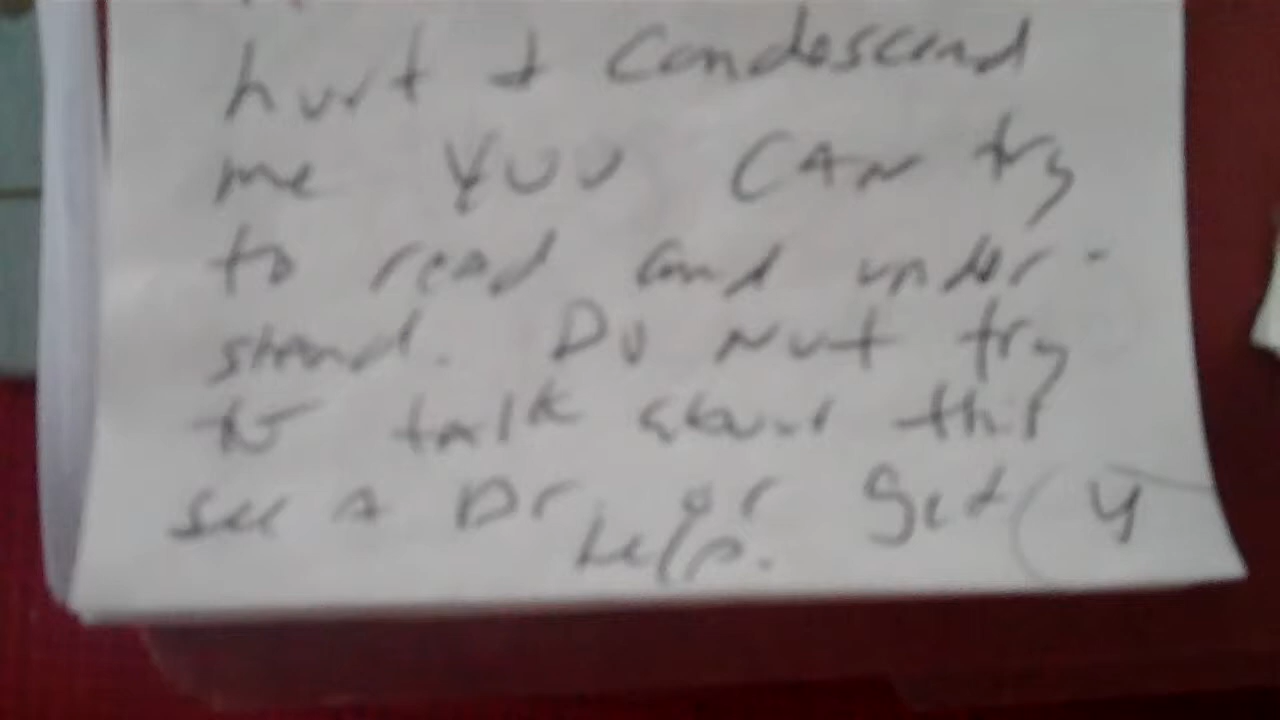 hurt & Condescend
me YOU CAN try
to read and under-
stand. Do Not try
to talk about this
see A Dr, or get
help.
4